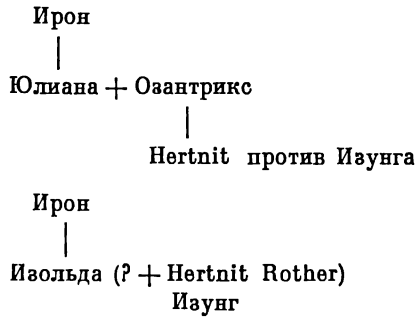 Ирон
Юлиана + Озантрикс
Hertnit против Изунга
Ирон
Изольда (? + Hertnit Rother)
Изунг